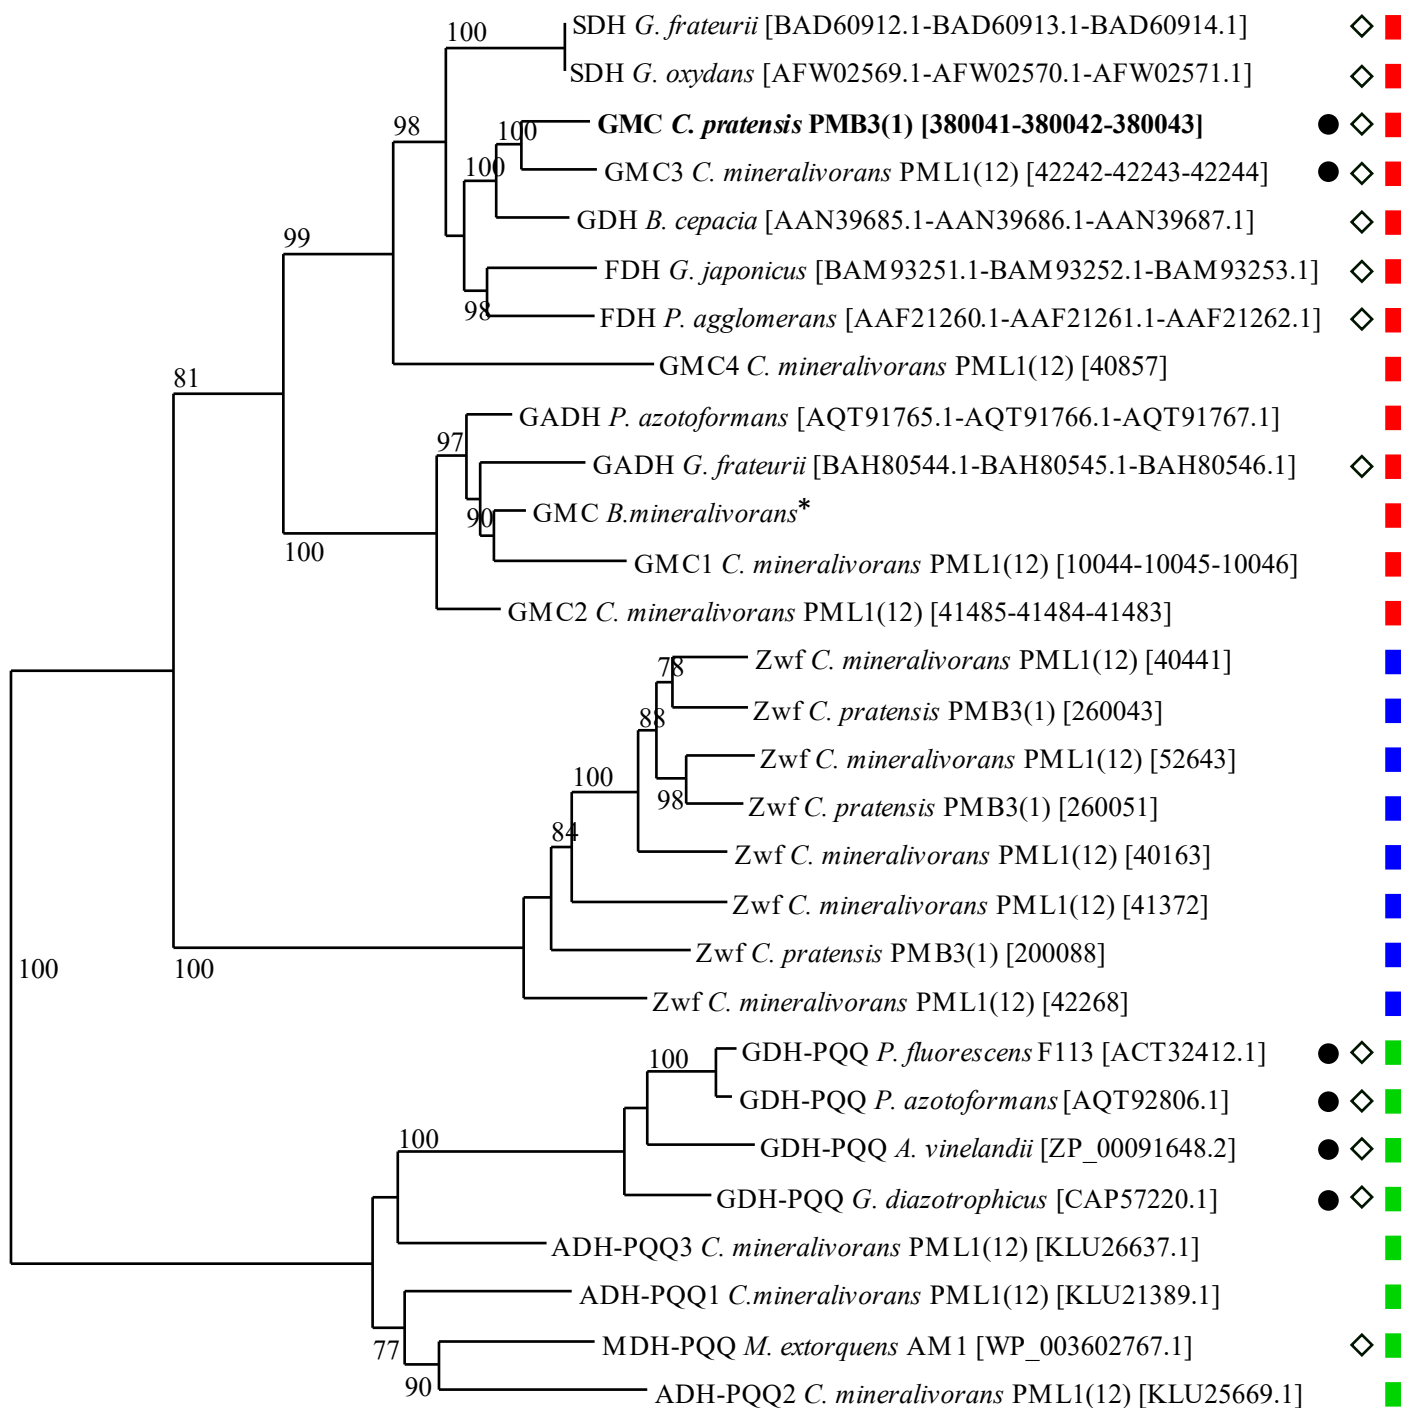 100
SDH G. frateurii [BAD60912.1-BAD60913.1-BAD60914.1]
SDH G. oxydans [AFW02569.1-AFW02570.1-AFW02571.1]
98
100
GMC C. pratensis PMB3(1) [380041-380042-380043]
100
GMC3 C. mineralivorans PML1(12) [42242-42243-42244]
GDH B. cepacia [AAN39685.1-AAN39686.1-AAN39687.1]
99
FDH G. japonicus [BAM93251.1-BAM93252.1-BAM93253.1]
98
FDH P. agglomerans [AAF21260.1-AAF21261.1-AAF21262.1]
GMC4 C. mineralivorans PML1(12) [40857]
81
GADH P. azotoformans [AQT91765.1-AQT91766.1-AQT91767.1]
97
GADH G. frateurii [BAH80544.1-BAH80545.1-BAH80546.1]
90
GMC B.mineralivorans*
100
GMC1 C. mineralivorans PML1(12) [10044-10045-10046]
GMC2 C. mineralivorans PML1(12) [41485-41484-41483]
78
Zwf C. mineralivorans PML1(12) [40441]
88
Zwf C. pratensis PMB3(1) [260043]
Zwf C. mineralivorans PML1(12) [52643]
100
98
Zwf C. pratensis PMB3(1) [260051]
84
Zwf C. mineralivorans PML1(12) [40163]
Zwf C. mineralivorans PML1(12) [41372]
Zwf C. pratensis PMB3(1) [200088]
100
100
Zwf C. mineralivorans PML1(12) [42268]
100
GDH-PQQ P. fluorescens F113 [ACT32412.1]
GDH-PQQ P. azotoformans [AQT92806.1]
100
GDH-PQQ A. vinelandii [ZP_00091648.2]
GDH-PQQ G. diazotrophicus [CAP57220.1]
ADH-PQQ3 C. mineralivorans PML1(12) [KLU26637.1]
ADH-PQQ1 C.mineralivorans PML1(12) [KLU21389.1]
77
MDH-PQQ M. extorquens AM1 [WP_003602767.1]
90
ADH-PQQ2 C. mineralivorans PML1(12) [KLU25669.1]